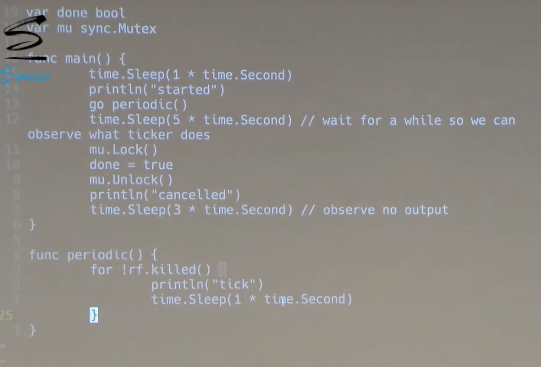 var done bool
var mu sync.Mutex
func main() {
time.Sleep(1 * time.Second)
println("started")
go periodic()
time.Sleep(5 * time.Second) // wait for a while so we can
observe what ticker does
mu.Lock()
done = true
mu.Unlock()
println("cancelled")
time.Sleep(3 * time.Second) // observe no output
}
func periodic() {
for !rf.killed() {
println("tick")
time.Sleep(1 * time.Second)
25 }
}